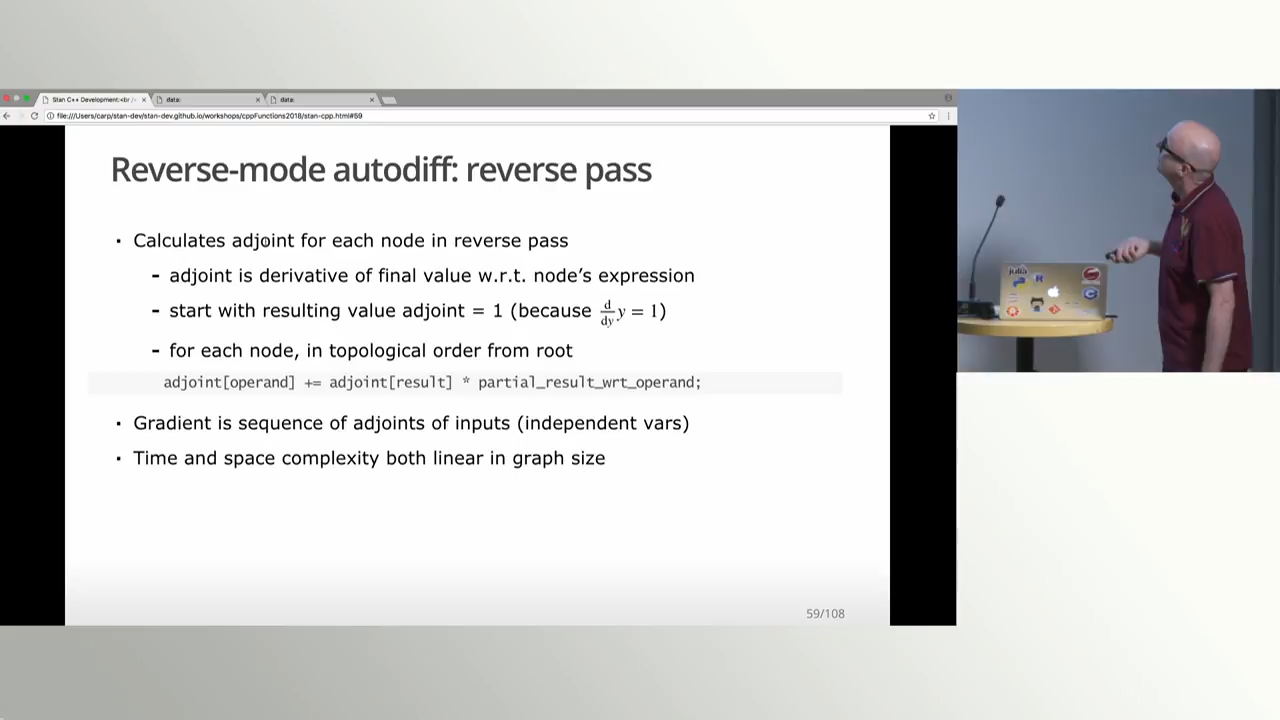 Stan C++ Development:<br /> data: data:
file:///Users/carp/stan-dev/stan-dev.github.io/workshops/cppFunctions2018/stan-cpp.html#59
Reverse-mode autodiff: reverse pass
· Calculates adjoint for each node in reverse pass
- adjoint is derivative of final value w.r.t. node's expression
- start with resulting value adjoint = 1 (because d/dy y = 1)
- for each node, in topological order from root
adjoint[operand] += adjoint[result] * partial_result_wrt_operand;
· Gradient is sequence of adjoints of inputs (independent vars)
· Time and space complexity both linear in graph size
59/108
julia
R